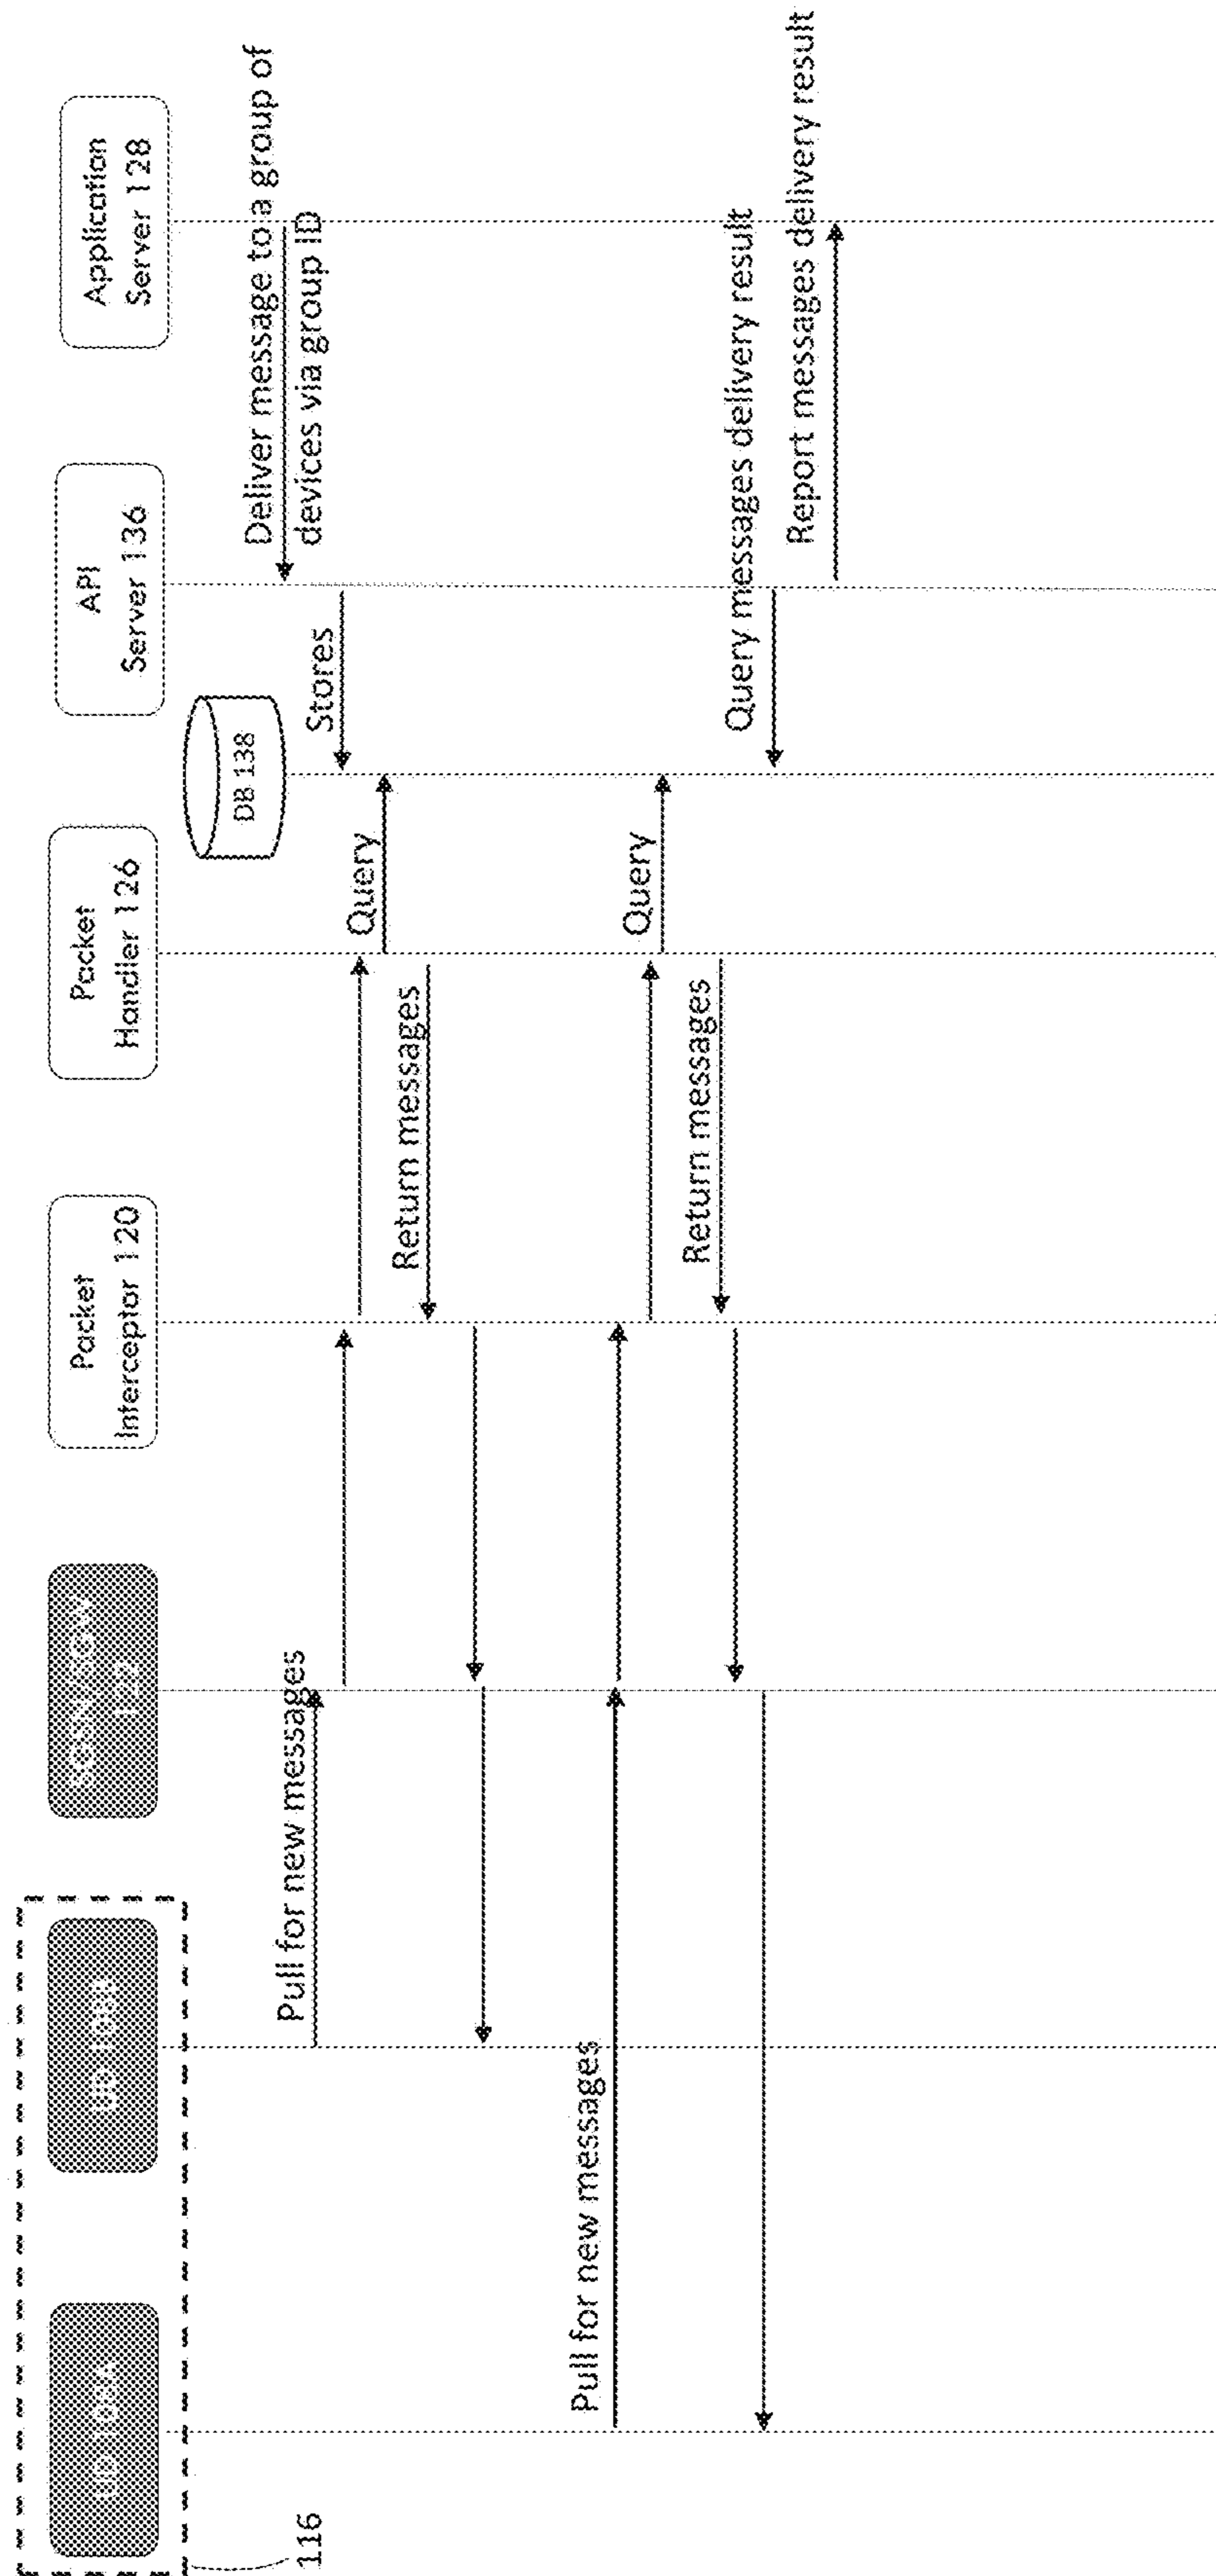 Packet
Interceptor 120
Packet
Handler 126
API
Server 136
Application
Server 128
DB 138
116
Deliver message to a group of
devices via group ID
Pull for new messages
Stores
Query
Return messages
Pull for new messages
Query
Return messages
Query messages delivery result
Report messages delivery result